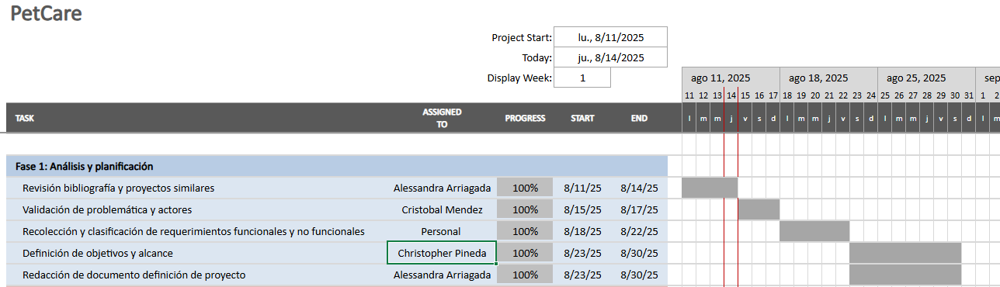 PetCare
Project Start: lu., 8/11/2025
Today: ju., 8/14/2025
Display Week: 1
ago 11, 2025 ago 18, 2025 ago 25, 2025 sep
11 12 13 14 15 16 17 18 19 20 21 22 23 24 25 26 27 28 29 30 31 1 2
TASK ASSIGNED TO PROGRESS START END l m m j v s d l m m j v s d l m m j v s d l m
Fase 1: Análisis y planificación
Revisión bibliografía y proyectos similares Alessandra Arriagada 100% 8/11/25 8/14/25
Validación de problemática y actores Cristobal Mendez 100% 8/15/25 8/17/25
Recolección y clasificación de requerimientos funcionales y no funcionales Personal 100% 8/18/25 8/22/25
Definición de objetivos y alcance Christopher Pineda 100% 8/23/25 8/30/25
Redacción de documento definición de proyecto Alessandra Arriagada 100% 8/23/25 8/30/25